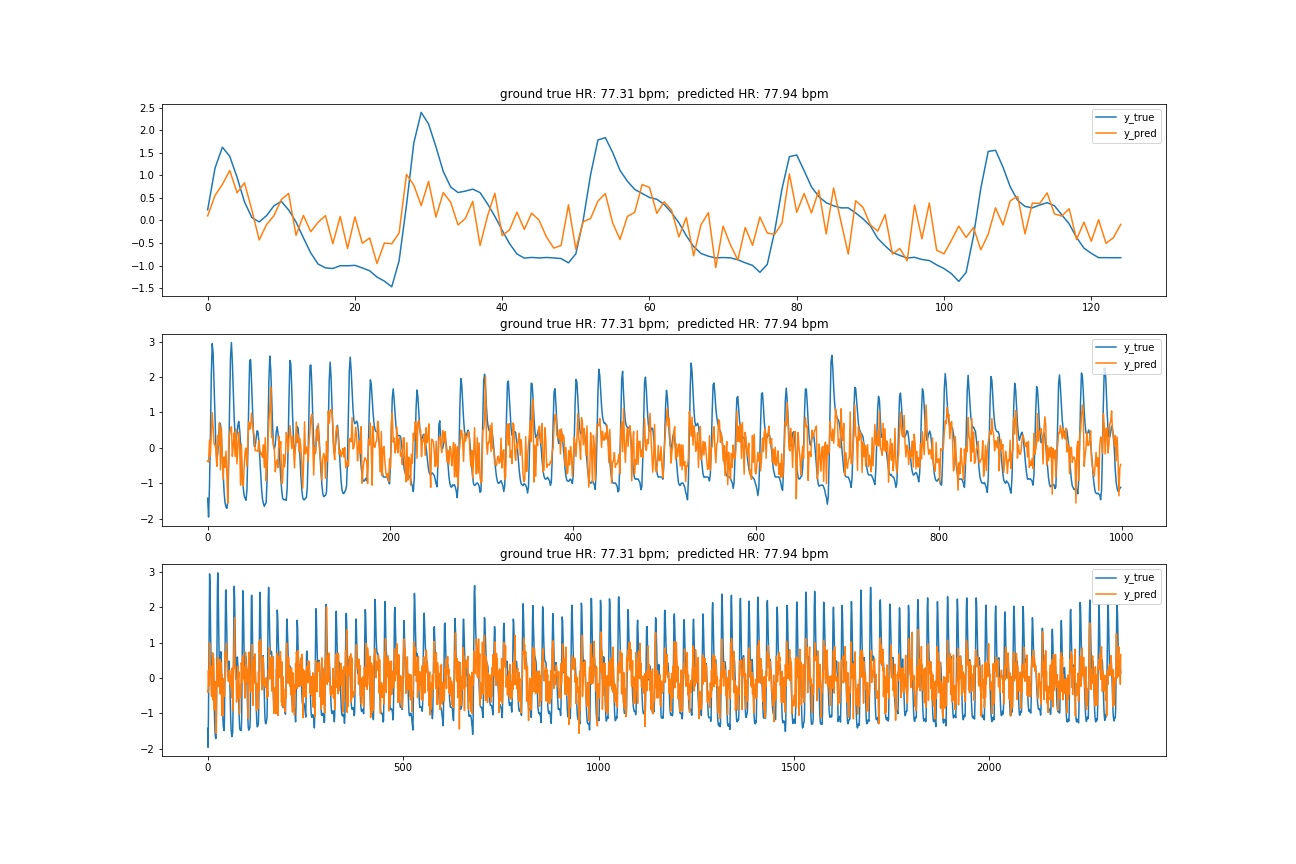 ground true HR: 77.31 bpm;  predicted HR: 77.94 bpm
2.5
2.0
1.5
1.0
0.5
0.0
−0.5
−1.0
−1.5
y_true
y_pred
0 20 40 60 80 100 120
ground true HR: 77.31 bpm;  predicted HR: 77.94 bpm
3
2
1
0
−1
−2
y_true
y_pred
0 200 400 600 800 1000
ground true HR: 77.31 bpm;  predicted HR: 77.94 bpm
3
2
1
0
−1
−2
y_true
y_pred
0 500 1000 1500 2000